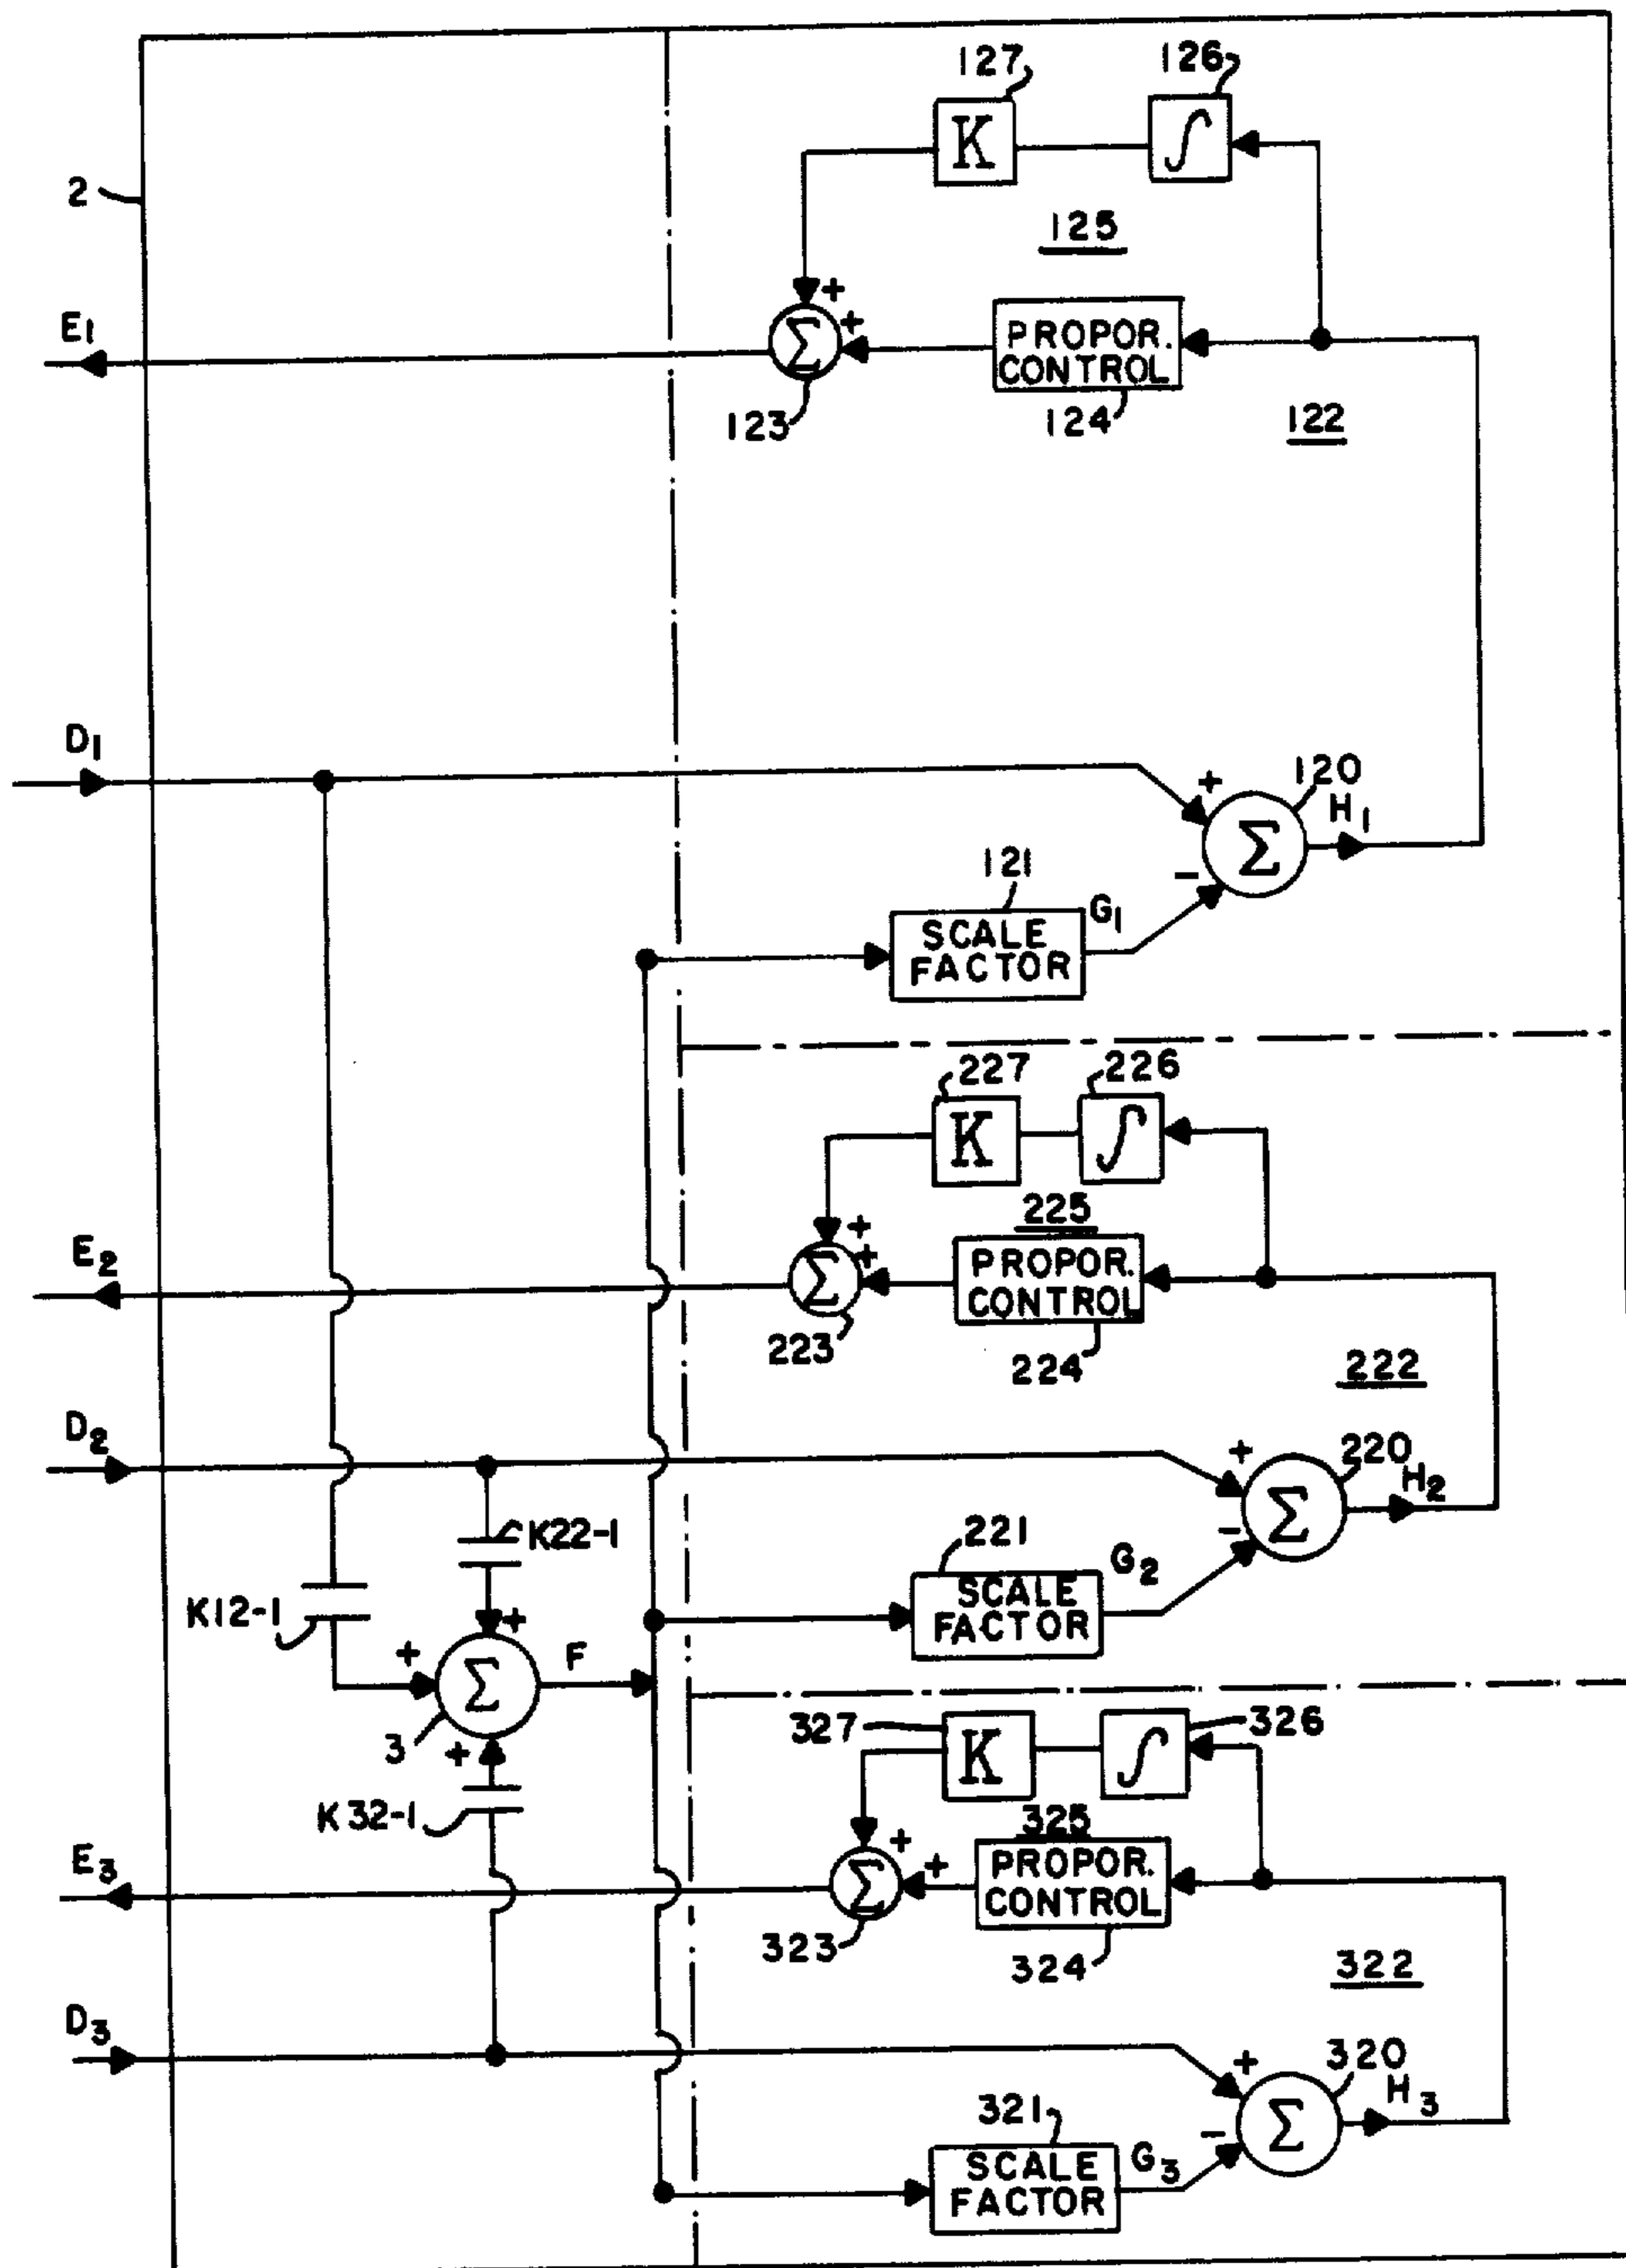 127
126
K
∫
2
125
+
E1
Σ
+
PROPOR.
CONTROL
123
124
122
D1
120
+
H1
Σ
121
-
G1
SCALE
FACTOR
227
226
K
∫
225
+
E2
Σ
+
PROPOR.
CONTROL
223
224
222
D2
220
+
H2
K22-1
Σ
221
-
G2
SCALE
FACTOR
K12-1
+
+
Σ
F
3
+
327
326
K
∫
K32-1
325
E3
+
Σ
+
PROPOR.
CONTROL
323
324
322
D3
320
+
H3
Σ
321
-
G3
SCALE
FACTOR